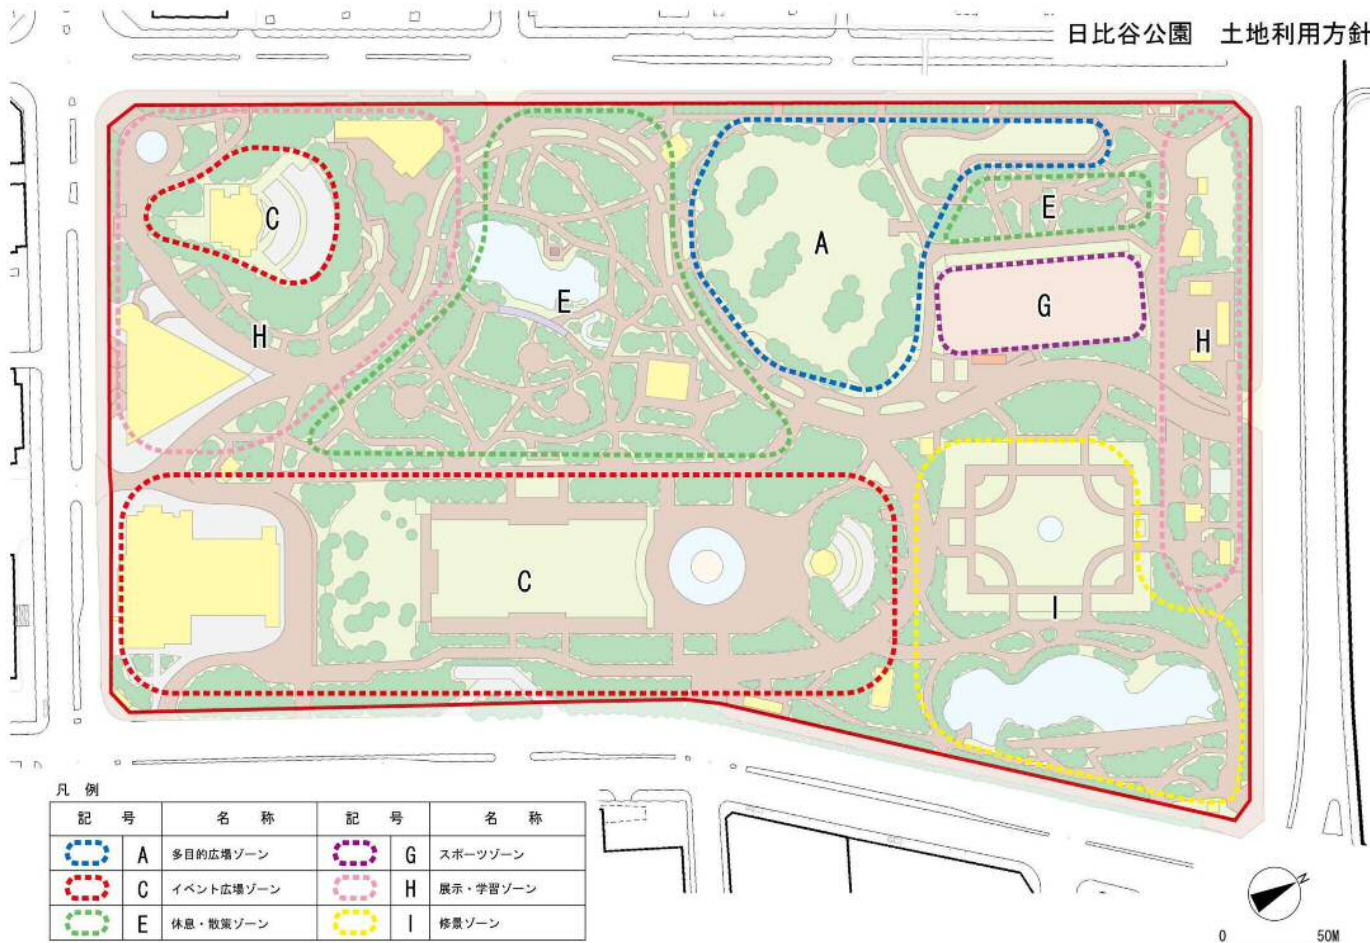 日比谷公園　土地利用方針
C
E
A
E
G
H
H
C
I
凡　例
記　号　名　称　記　号　名　称
A　多目的広場ゾーン　G　スポーツゾーン
C　イベント広場ゾーン　H　展示・学習ゾーン
E　休息・散策ゾーン　I　修景ゾーン
N
0　50M